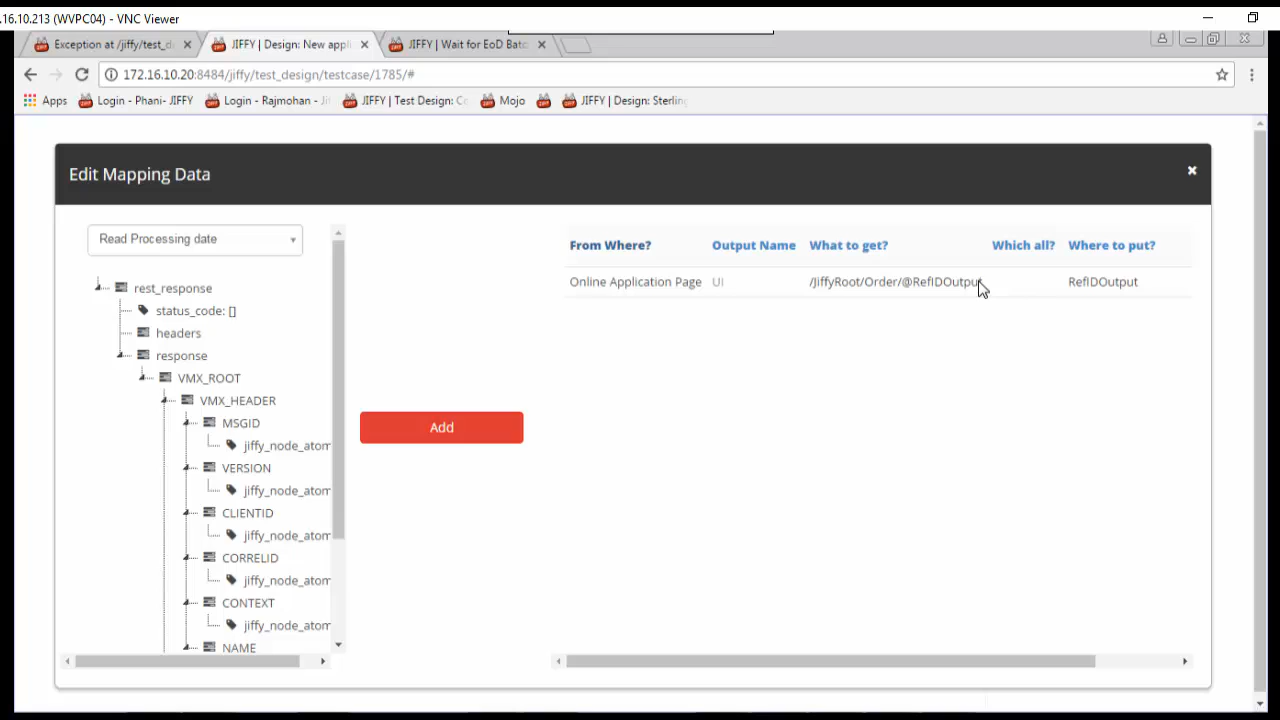 .16.10.213 (WVPC04) - VNC Viewer
Exception at /jiffy/test_d
JIFFY | Design: New appli
JIFFY | Wait for EoD Batc
172.16.10.20:8484/jiffy/test_design/testcase/1785/#
Apps
Login - Phani- JIFFY
Login - Rajmohan - Ji
JIFFY | Test Design: C
Mojo
JIFFY | Design: Sterling
Edit Mapping Data
Read Processing date
From Where? Output Name What to get? Which all? Where to put?
Online Application Page UI /JiffyRoot/Order/@RefIDOutput RefIDOutput
rest_response
status_code: []
headers
response
VMX_ROOT
VMX_HEADER
MSGID
jiffy_node_atom
VERSION
jiffy_node_atom
CLIENTID
jiffy_node_atom
CORRELID
jiffy_node_atom
CONTEXT
jiffy_node_atom
NAME
Add